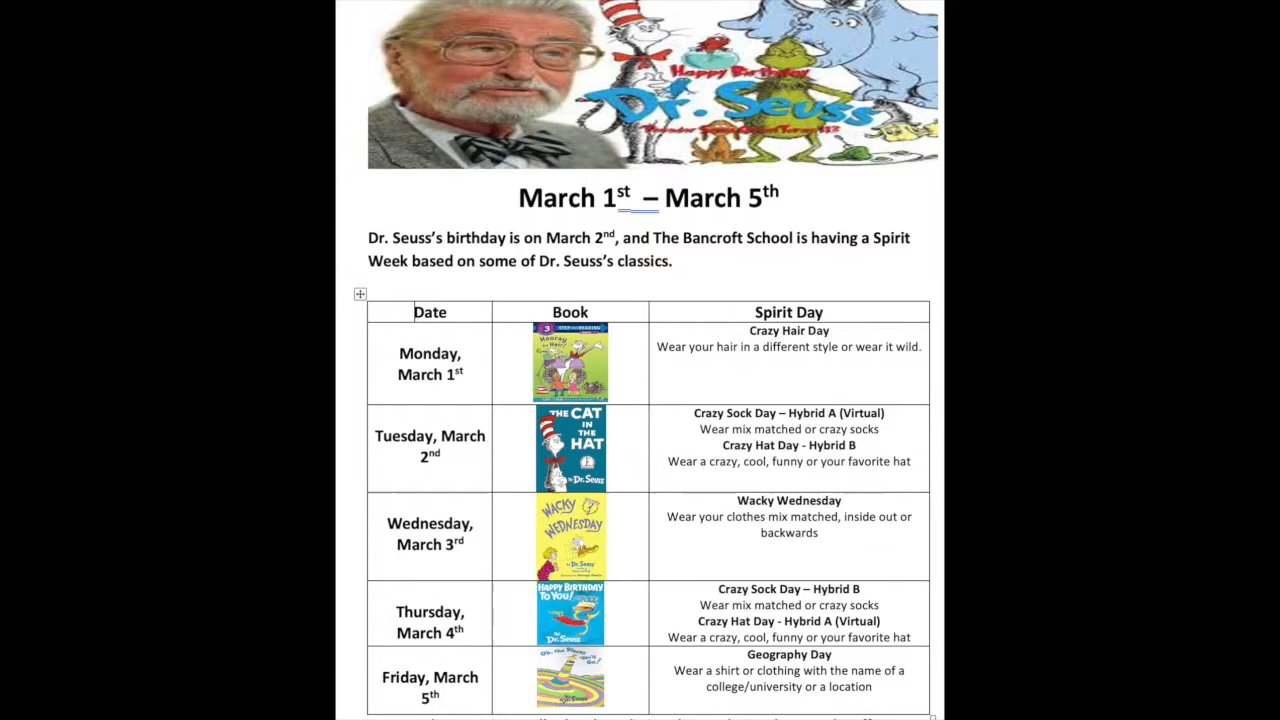 Happy Birthday
Dr. Seuss
March 1st – March 5th
Dr. Seuss's birthday is on March 2nd, and The Bancroft School is having a Spirit
Week based on some of Dr. Seuss's classics.
Date Book Spirit Day
Monday,
March 1st
3 STEP INTO READING
Hooray
for Hair!
Crazy Hair Day
Wear your hair in a different style or wear it wild.
Tuesday, March
2nd
THE CAT
IN
THE
HAT
By Dr. Seuss
Crazy Sock Day – Hybrid A (Virtual)
Wear mix matched or crazy socks
Crazy Hat Day - Hybrid B
Wear a crazy, cool, funny or your favorite hat
Wednesday,
March 3rd
WACKY
WEDNESDAY
by Dr. Seuss
Wacky Wednesday
Wear your clothes mix matched, inside out or
backwards
Thursday,
March 4th
HAPPY BIRTHDAY
TO YOU!
by
Dr. Seuss
Crazy Sock Day – Hybrid B
Wear mix matched or crazy socks
Crazy Hat Day - Hybrid A (Virtual)
Wear a crazy, cool, funny or your favorite hat
Friday, March
5th
Oh, the Places
You'll
Go!
by Dr. Seuss
Geography Day
Wear a shirt or clothing with the name of a
college/university or a location